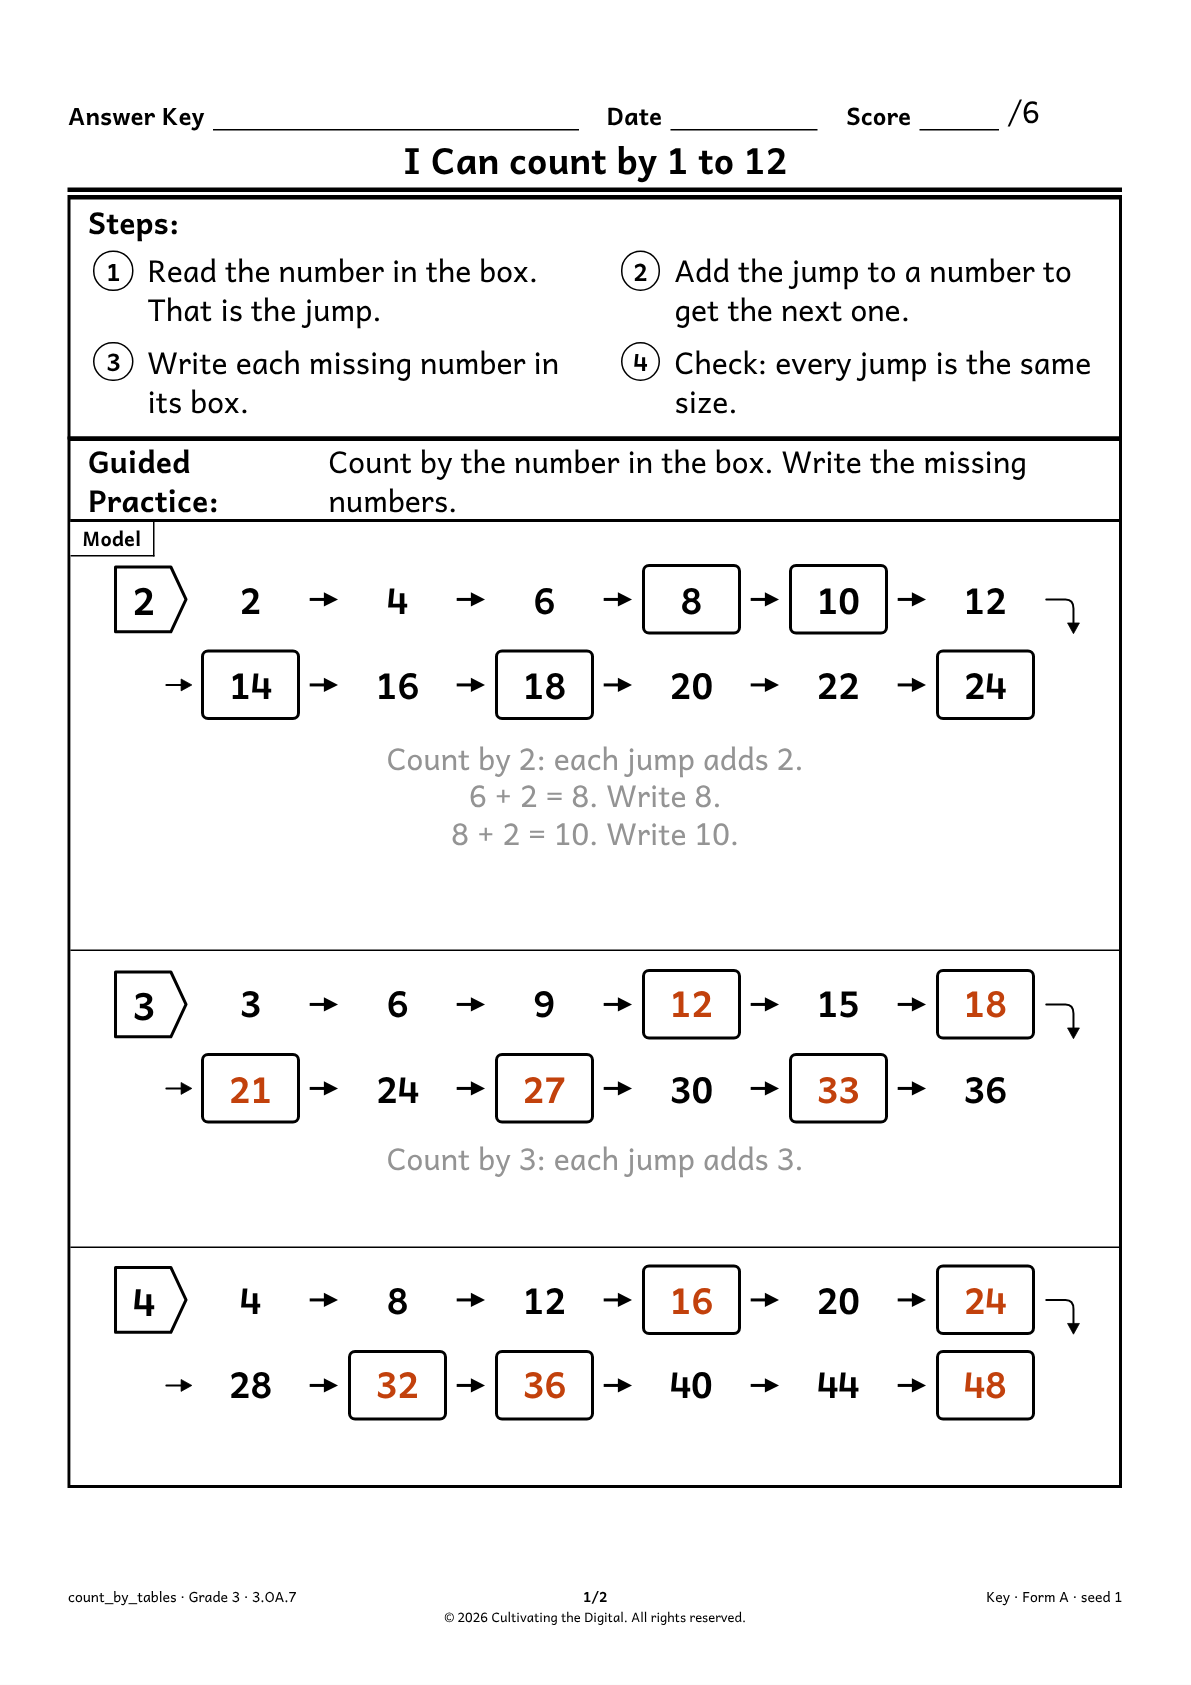 Answer Key Date Score /6
I Can count by 1 to 12
Steps:
1 Read the number in the box.
That is the jump.
2 Add the jump to a number to
get the next one.
3 Write each missing number in
its box.
4 Check: every jump is the same
size.
Guided
Practice:
Count by the number in the box. Write the missing
numbers.
Model
2 2 → 4 → 6 → 8 → 10 → 12
→ 14 → 16 → 18 → 20 → 22 → 24
Count by 2: each jump adds 2.
6 + 2 = 8. Write 8.
8 + 2 = 10. Write 10.
3 3 → 6 → 9 → 12 → 15 → 18
→ 21 → 24 → 27 → 30 → 33 → 36
Count by 3: each jump adds 3.
4 4 → 8 → 12 → 16 → 20 → 24
→ 28 → 32 → 36 → 40 → 44 → 48
count_by_tables · Grade 3 · 3.OA.7 1/2 Key · Form A · seed 1
© 2026 Cultivating the Digital. All rights reserved.